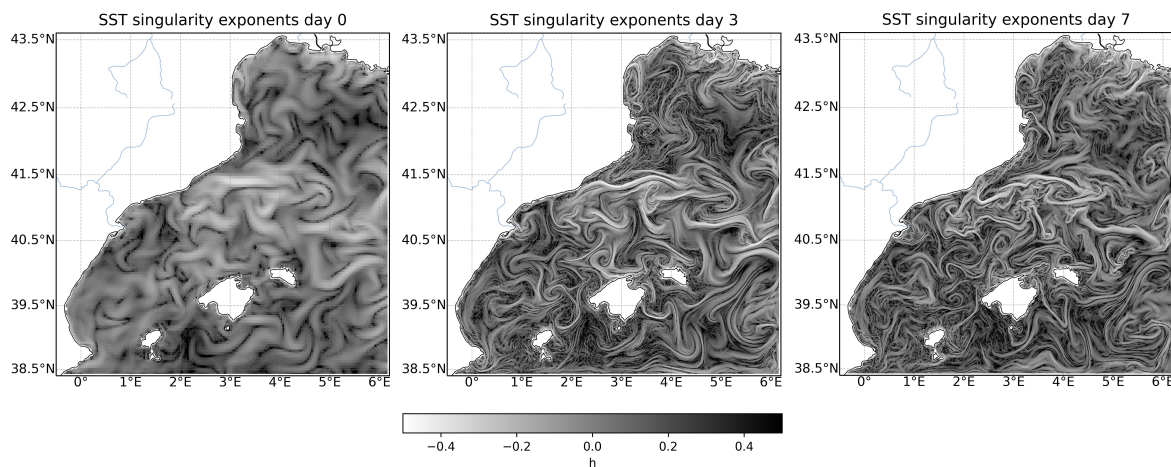 SST singularity exponents day 0
43.5°N
42.5°N
41.5°N
40.5°N
39.5°N
38.5°N
0° 1°E 2°E 3°E 4°E 5°E 6°E
SST singularity exponents day 3
43.5°N
42.5°N
41.5°N
40.5°N
39.5°N
38.5°N
0° 1°E 2°E 3°E 4°E 5°E 6°E
SST singularity exponents day 7
43.5°N
42.5°N
41.5°N
40.5°N
39.5°N
38.5°N
0° 1°E 2°E 3°E 4°E 5°E 6°E
−0.4 −0.2 0.0 0.2 0.4
h